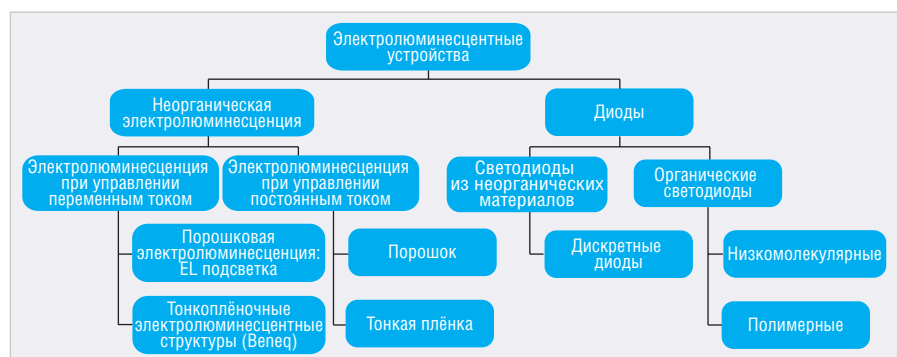 Электролюминесцентные
устройства
Неорганическая
электролюминесценция
Диоды
Электролюминесценция
при управлении
переменным током
Электролюминесценция
при управлении
постоянным током
Светодиоды
из неорганических
материалов
Органические
светодиоды
Порошковая
электролюминесценция:
EL подсветка
Порошок
Дискретные
диоды
Низкомолекулярные
Тонкоплёночные
электролюминесцентные
структуры (Beneq)
Тонкая плёнка
Полимерные